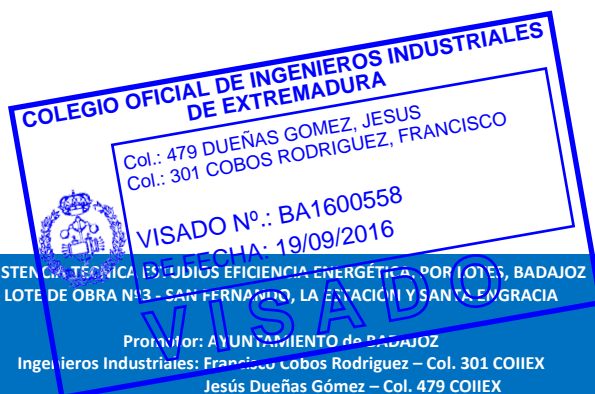 COLEGIO OFICIAL DE INGENIEROS INDUSTRIALES
DE EXTREMADURA
Col.: 479 DUEÑAS GOMEZ, JESUS
Col.: 301 COBOS RODRIGUEZ, FRANCISCO
VISADO Nº.: BA1600558
DE FECHA: 19/09/2016
VISADO
STENCIA TECNICA ESTUDIOS EFICIENCIA ENERGÉTICA, POR LOTES, BADAJOZ
LOTE DE OBRA Nº3 - SAN FERNANDO, LA ESTACIÓN Y SANTA ENGRACIA
Promotor: AYUNTAMIENTO de BADAJOZ
Ingenieros Industriales: Francisco Cobos Rodriguez – Col. 301 COIIEX
Jesús Dueñas Gómez – Col. 479 COIIEX